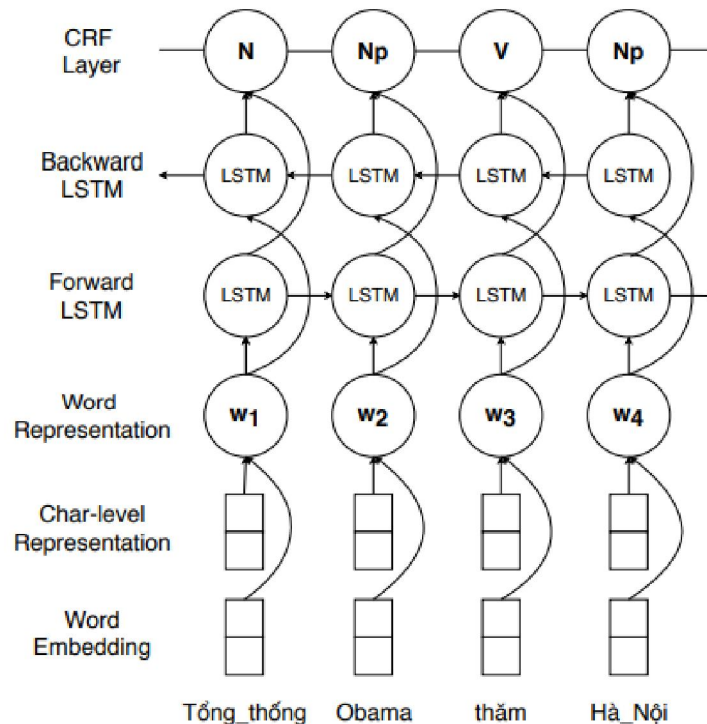 CRF
Layer
N
Np
V
Np
Backward
LSTM
LSTM
LSTM
LSTM
LSTM
Forward
LSTM
LSTM
LSTM
LSTM
LSTM
Word
Representation
w1
w2
w3
w4
Char-level
Representation
Word
Embedding
Tổng_thống
Obama
thăm
Hà_Nội